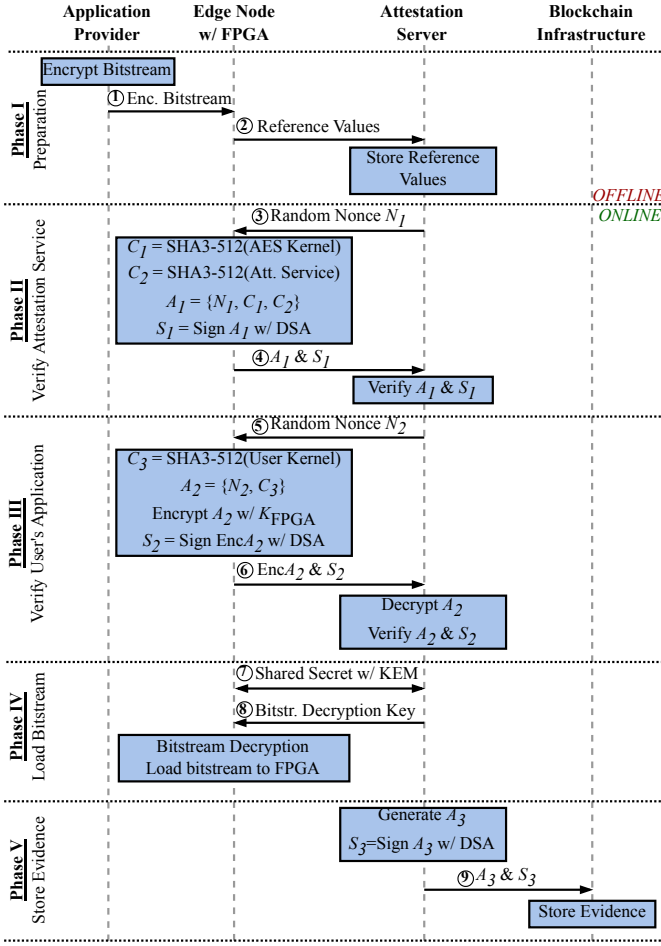 Application Provider
Edge Node w/ FPGA
Attestation Server
Blockchain Infrastructure
Phase I
Preparation
Encrypt Bitstream
① Enc. Bitstream
② Reference Values
Store Reference
Values
OFFLINE
ONLINE
Phase II
Verify Attestation Service
③ Random Nonce N1
C1 = SHA3-512(AES Kernel)
C2 = SHA3-512(Att. Service)
A1 = {N1, C1, C2}
S1 = Sign A1 w/ DSA
④ A1 & S1
Verify A1 & S1
Phase III
Verify User's Application
⑤ Random Nonce N2
C3 = SHA3-512(User Kernel)
A2 = {N2, C3}
Encrypt A2 w/ KFPGA
S2 = Sign EncA2 w/ DSA
⑥ EncA2 & S2
Decrypt A2
Verify A2 & S2
Phase IV
Load Bitstream
⑦ Shared Secret w/ KEM
⑧ Bitstr. Decryption Key
Bitstream Decryption
Load bitstream to FPGA
Phase V
Store Evidence
Generate A3
S3=Sign A3 w/ DSA
⑨ A3 & S3
Store Evidence